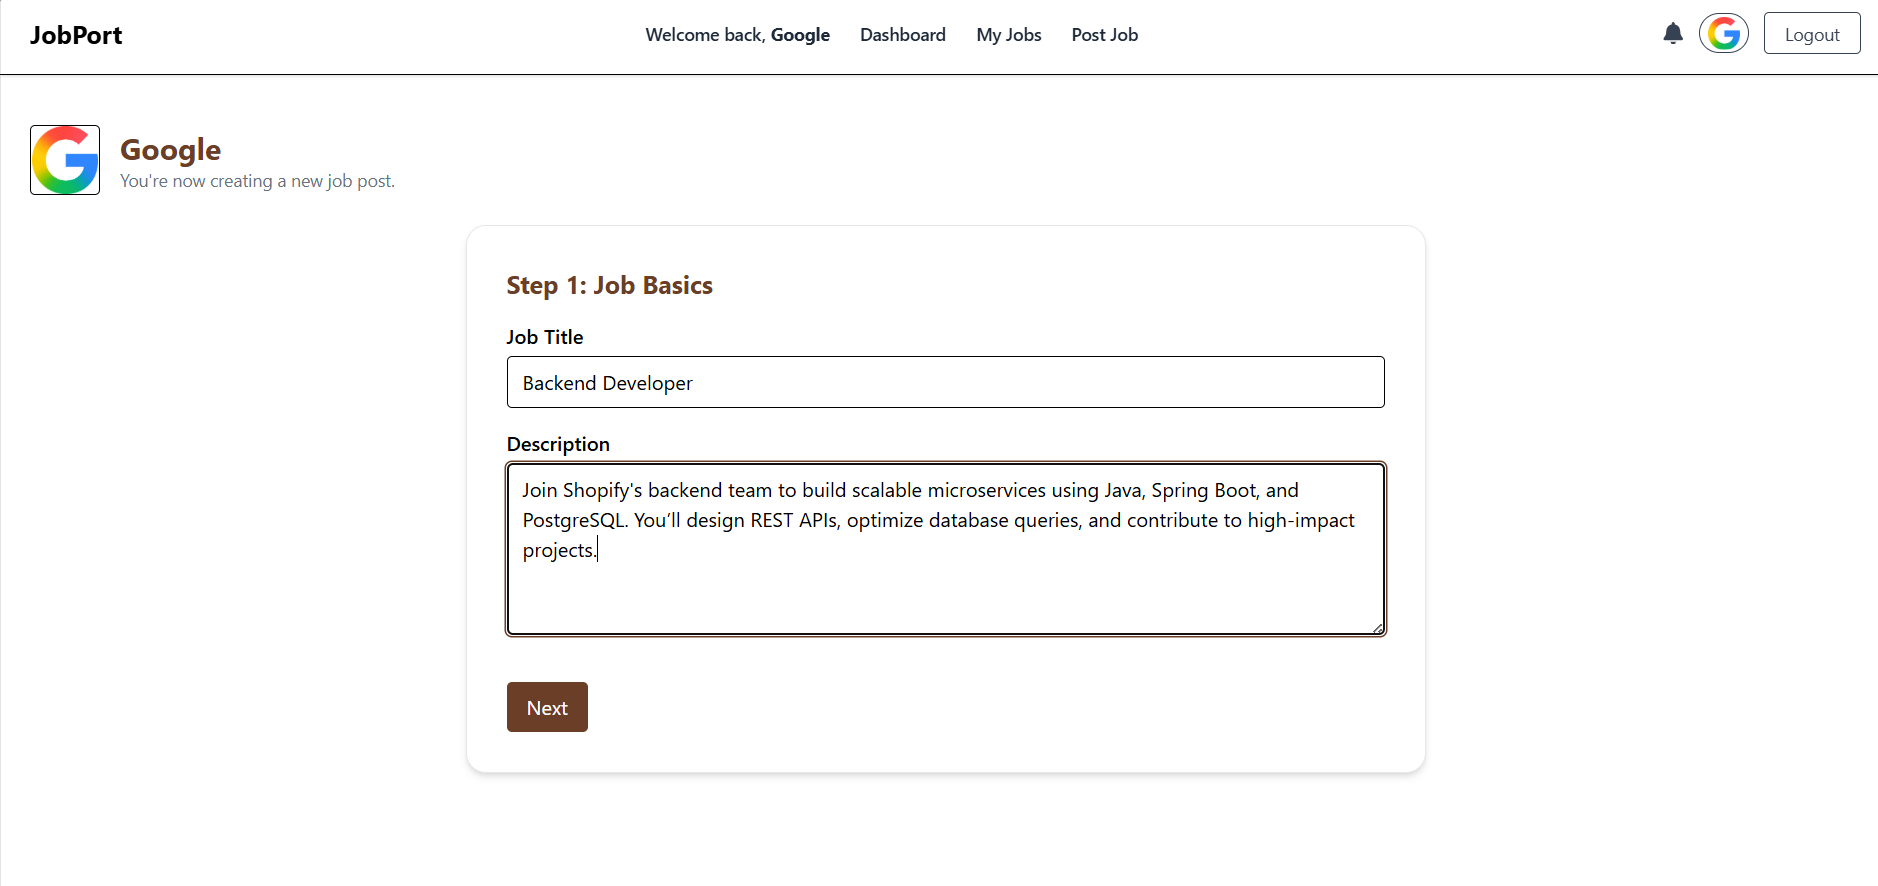 JobPort
Welcome back, Google
Dashboard
My Jobs
Post Job
Logout
Google
You're now creating a new job post.
Step 1: Job Basics
Job Title
Backend Developer
Description
Join Shopify's backend team to build scalable microservices using Java, Spring Boot, and
PostgreSQL. You’ll design REST APIs, optimize database queries, and contribute to high-impact
projects.
Next